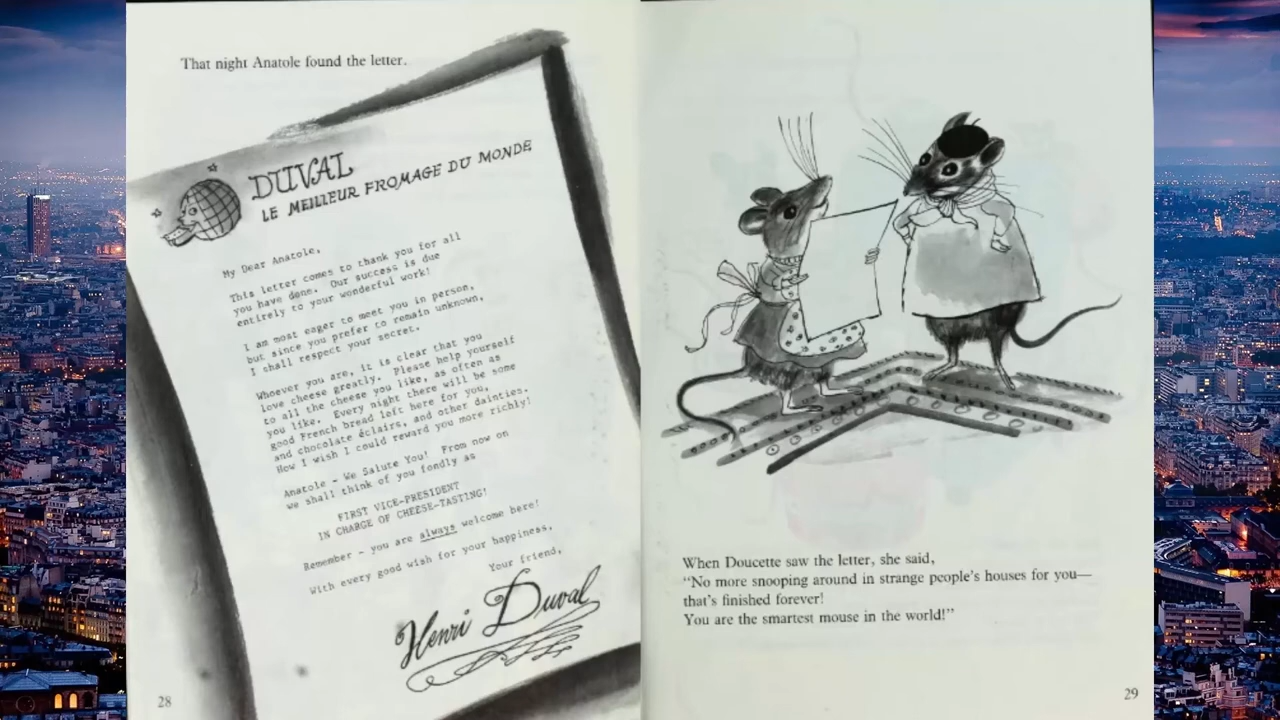 That night Anatole found the letter.
DUVAL
LE MEILLEUR FROMAGE DU MONDE
My Dear Anatole,
This letter comes to thank you for all
you have done. Our success is due
entirely to your wonderful work!
I am most eager to meet you in person,
but since you prefer to remain unknown,
I shall respect your secret.
Whoever you are, it is clear that you
love cheese greatly. Please help yourself
to all the cheese you like, as often as
you like. Every night there will be some
good French bread left here for you,
and chocolate éclairs, and other dainties.
How I wish I could reward you more richly!
Anatole - We Salute You! From now on
we shall think of you fondly as
FIRST VICE-PRESIDENT
IN CHARGE OF CHEESE-TASTING!
Remember - you are always welcome here!
With every good wish for your happiness,
Your friend,
Henri Duval
28
When Doucette saw the letter, she said,
“No more snooping around in strange people's houses for you—
that's finished forever!
You are the smartest mouse in the world!”
29